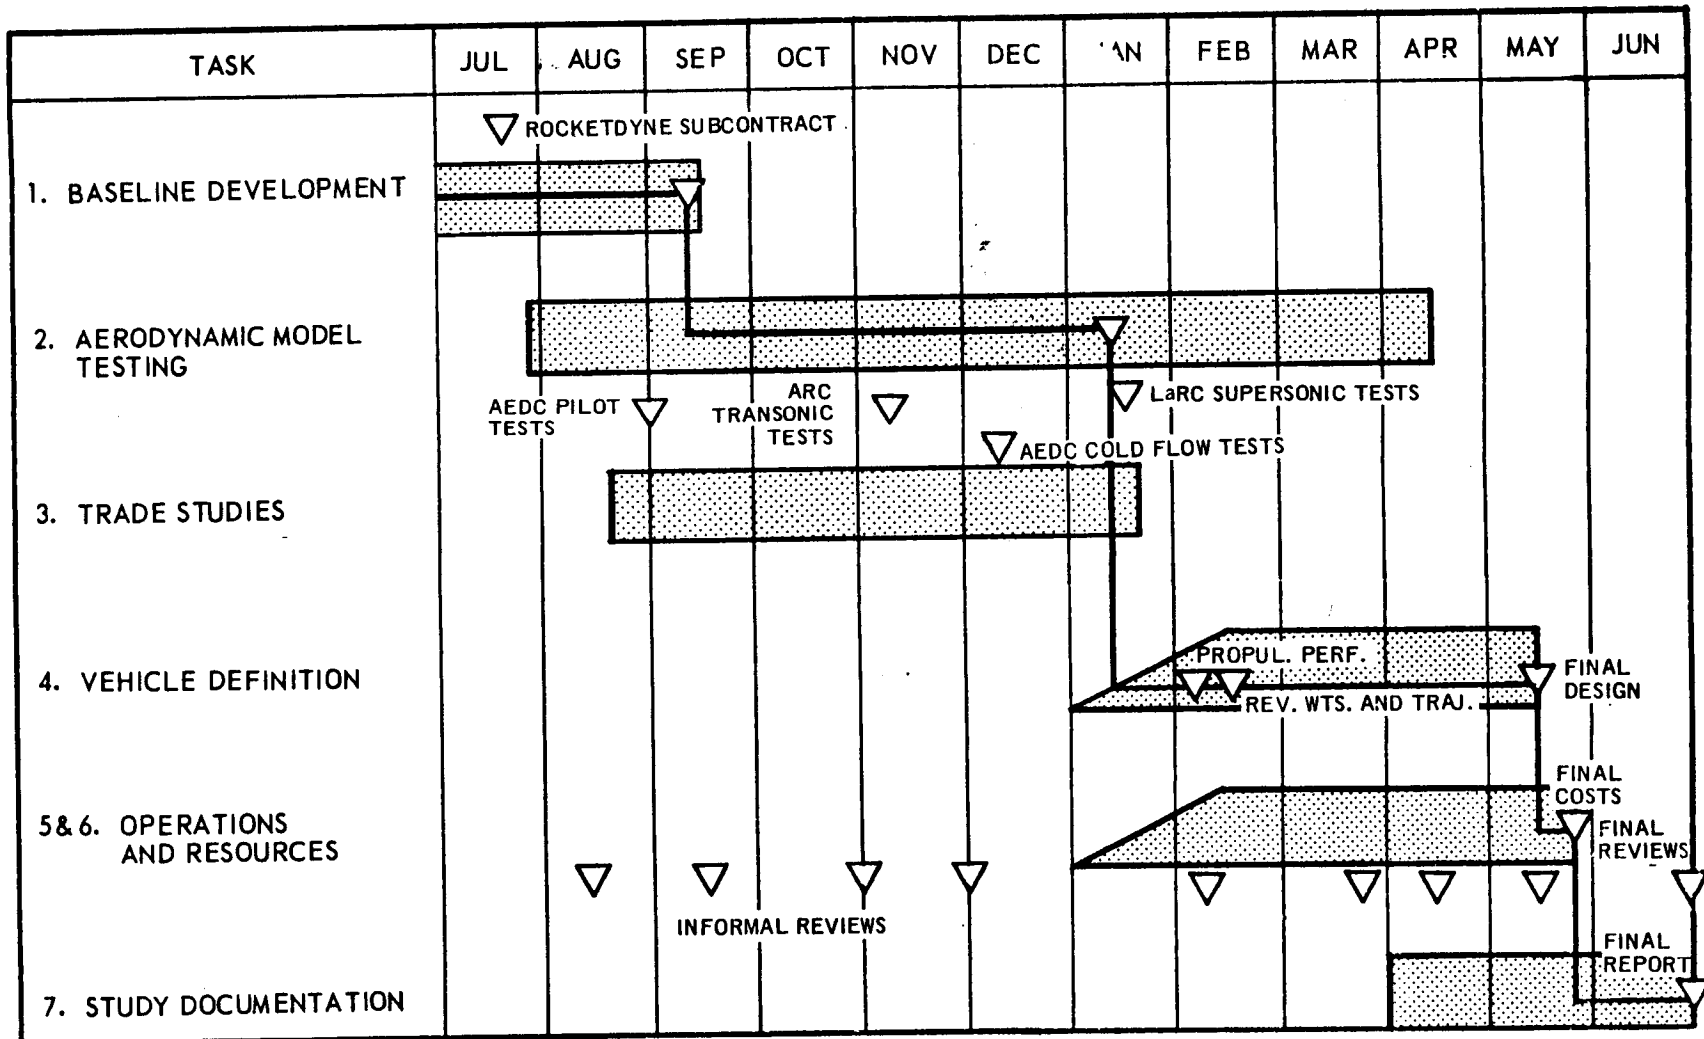 TASK JUL AUG SEP OCT NOV DEC AN FEB MAR APR MAY JUN
ROCKETDYNE SUBCONTRACT
1. BASELINE DEVELOPMENT
2. AERODYNAMIC MODEL
TESTING
AEDC PILOT
TESTS
ARC
TRANSONIC
TESTS
LaRC SUPERSONIC TESTS
AEDC COLD FLOW TESTS
3. TRADE STUDIES
PROPUL. PERF.
4. VEHICLE DEFINITION
FINAL
DESIGN
REV. WTS. AND TRAJ.
FINAL
COSTS
5&6. OPERATIONS
AND RESOURCES
FINAL
REVIEWS
INFORMAL REVIEWS
FINAL
REPORT
7. STUDY DOCUMENTATION